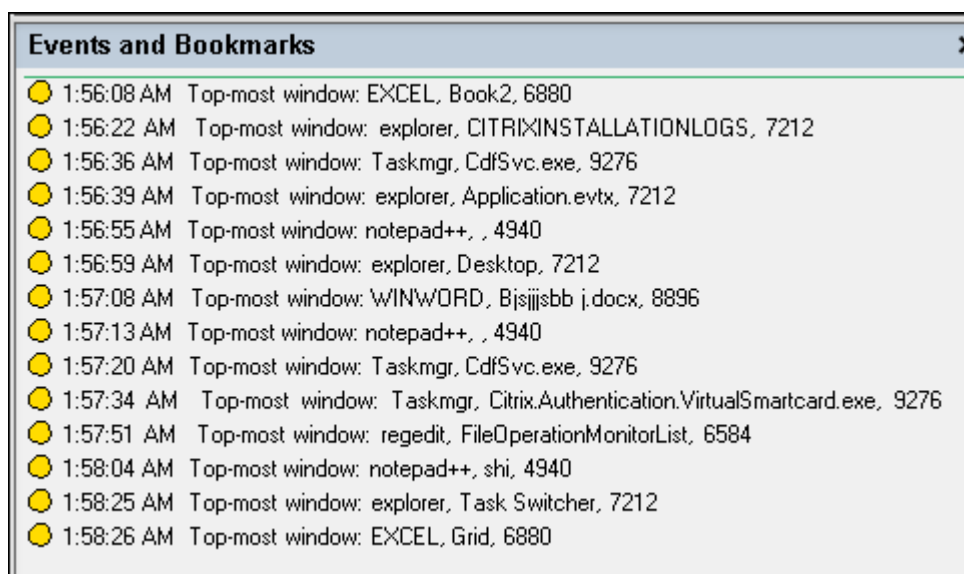 Events and Bookmarks
1:56:08 AM Top-most window: EXCEL, Book2, 6880
1:56:22 AM Top-most window: explorer, CITRIXINSTALLATIONLOGS, 7212
1:56:36 AM Top-most window: Taskmgr, CdfSvc.exe, 9276
1:56:39 AM Top-most window: explorer, Application.evtx, 7212
1:56:55 AM Top-most window: notepad++, , 4940
1:56:59 AM Top-most window: explorer, Desktop, 7212
1:57:08 AM Top-most window: WINWORD, Bjsjjjsbb j.docx, 8896
1:57:13 AM Top-most window: notepad++, , 4940
1:57:20 AM Top-most window: Taskmgr, CdfSvc.exe, 9276
1:57:34 AM Top-most window: Taskmgr, Citrix.Authentication.VirtualSmartcard.exe, 9276
1:57:51 AM Top-most window: regedit, FileOperationMonitorList, 6584
1:58:04 AM Top-most window: notepad++, shi, 4940
1:58:25 AM Top-most window: explorer, Task Switcher, 7212
1:58:26 AM Top-most window: EXCEL, Grid, 6880